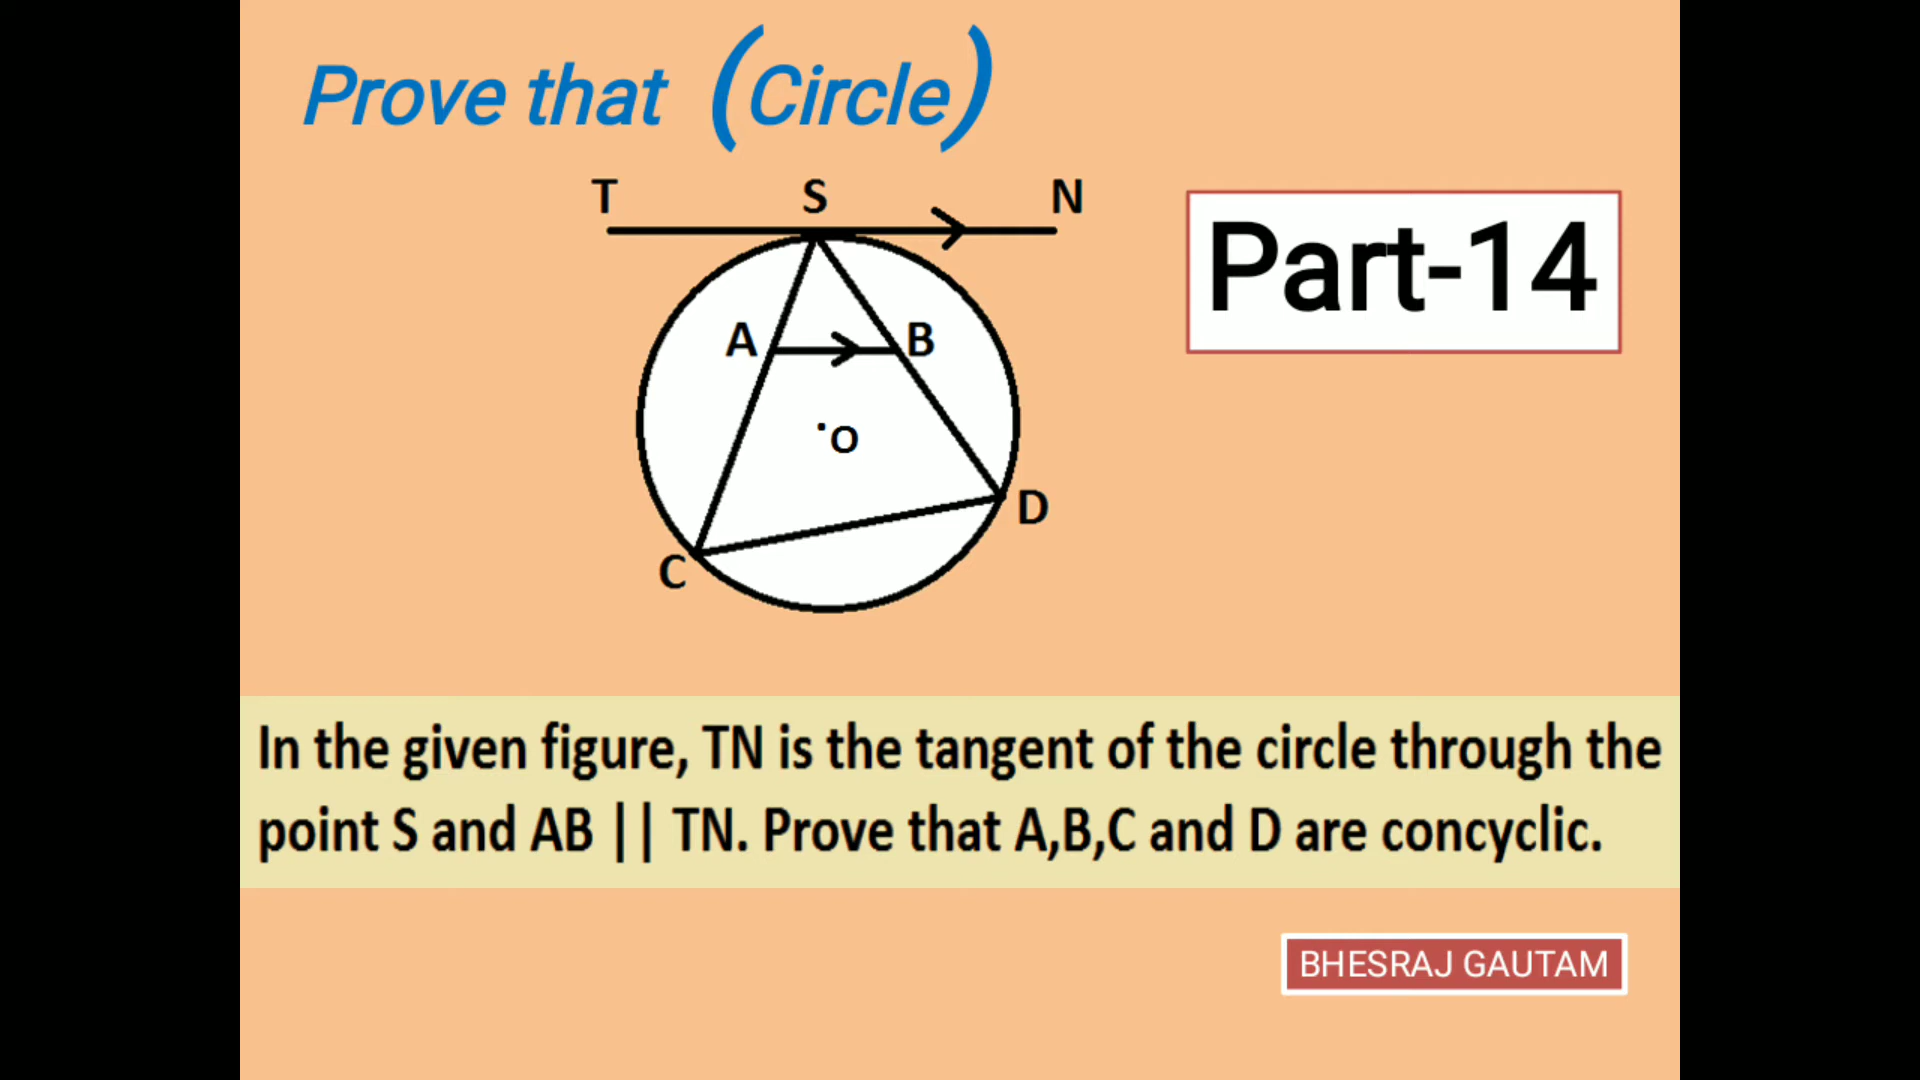 Prove that (Circle)
T S N
Part-14
A B
O
D
C
In the given figure, TN is the tangent of the circle through the
point S and AB || TN. Prove that A,B,C and D are concyclic.
BHESRAJ GAUTAM